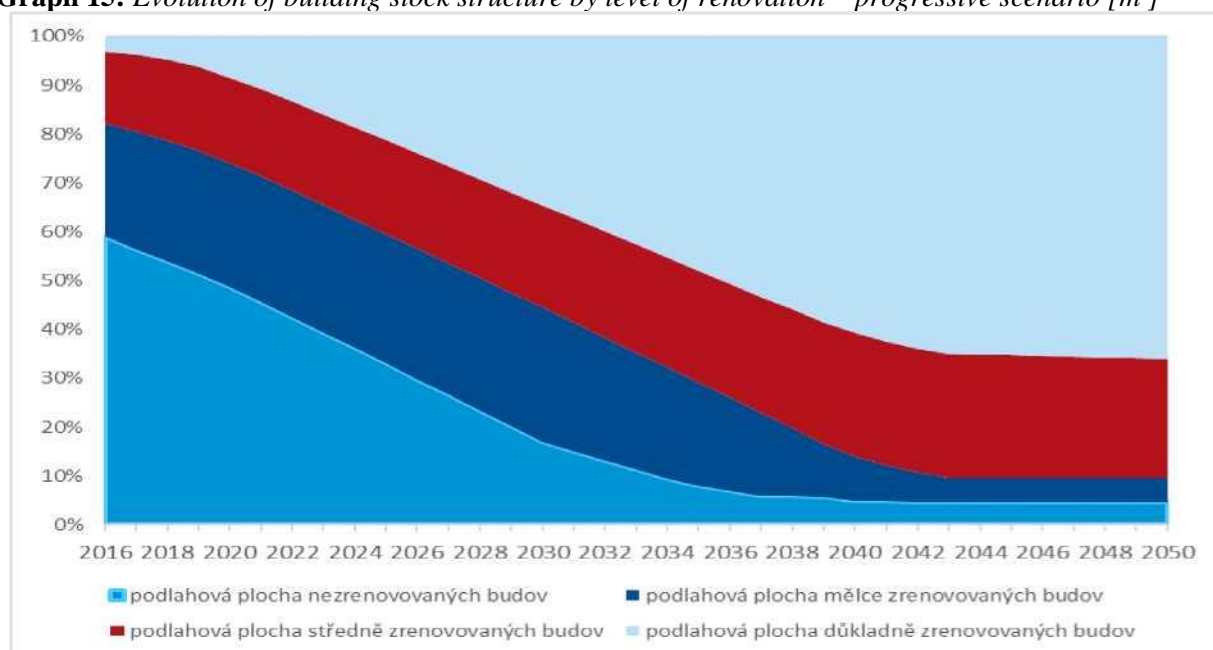 Graph 15: Evolution of building stock structure by level of renovation – progressive scenario [m²]
100%
90%
80%
70%
60%
50%
40%
30%
20%
10%
0%
2016 2018 2020 2022 2024 2026 2028 2030 2032 2034 2036 2038 2040 2042 2044 2046 2048 2050
podlahová plocha nezrenovovaných budov podlahová plocha mělce zrenovovaných budov
podlahová plocha středně zrenovovaných budov podlahová plocha důkladně zrenovovaných budov